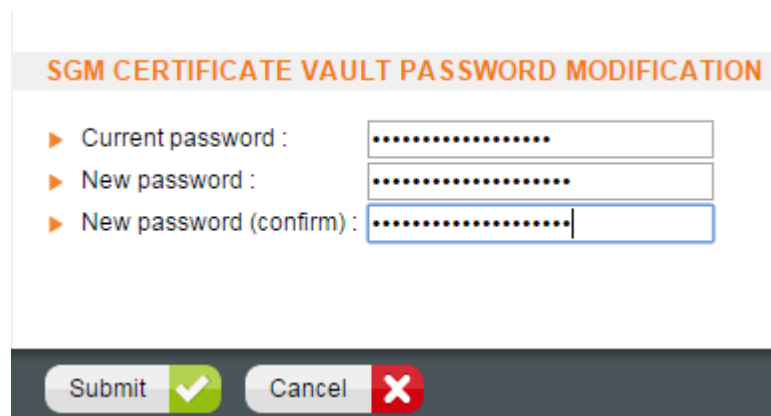 SGM CERTIFICATE VAULT PASSWORD MODIFICATION
Current password : ••••••••••••••••••
New password : ••••••••••••••••••••
New password (confirm) : ••••••••••••••••••••
Submit Cancel